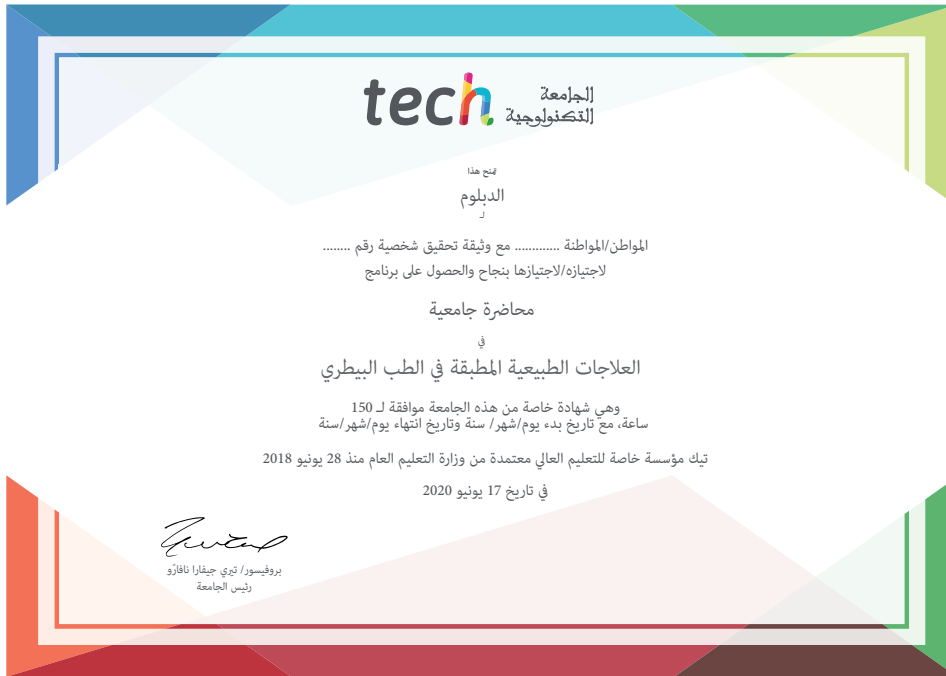 tech الجامعة
التكنولوجية
يمنح هذا
الدبلوم
لـ
المواطن/المواطنة ............ مع وثيقة تحقيق شخصية رقم ........
لاجتيازه/لاجتيازها بنجاح والحصول على برنامج
محاضرة جامعية
في
العلاجات الطبيعية المطبقة في الطب البيطري
وهي شهادة خاصة من هذه الجامعة موافقة لـ 150
ساعة، مع تاريخ بدء يوم/شهر/ سنة وتاريخ انتهاء يوم/شهر/سنة
تيك مؤسسة خاصة للتعليم العالي معتمدة من وزارة التعليم العام منذ 28 يونيو 2018
في تاريخ 17 يونيو 2020
بروفيسور/ تيري جيفارا نافارّو
رئيس الجامعة